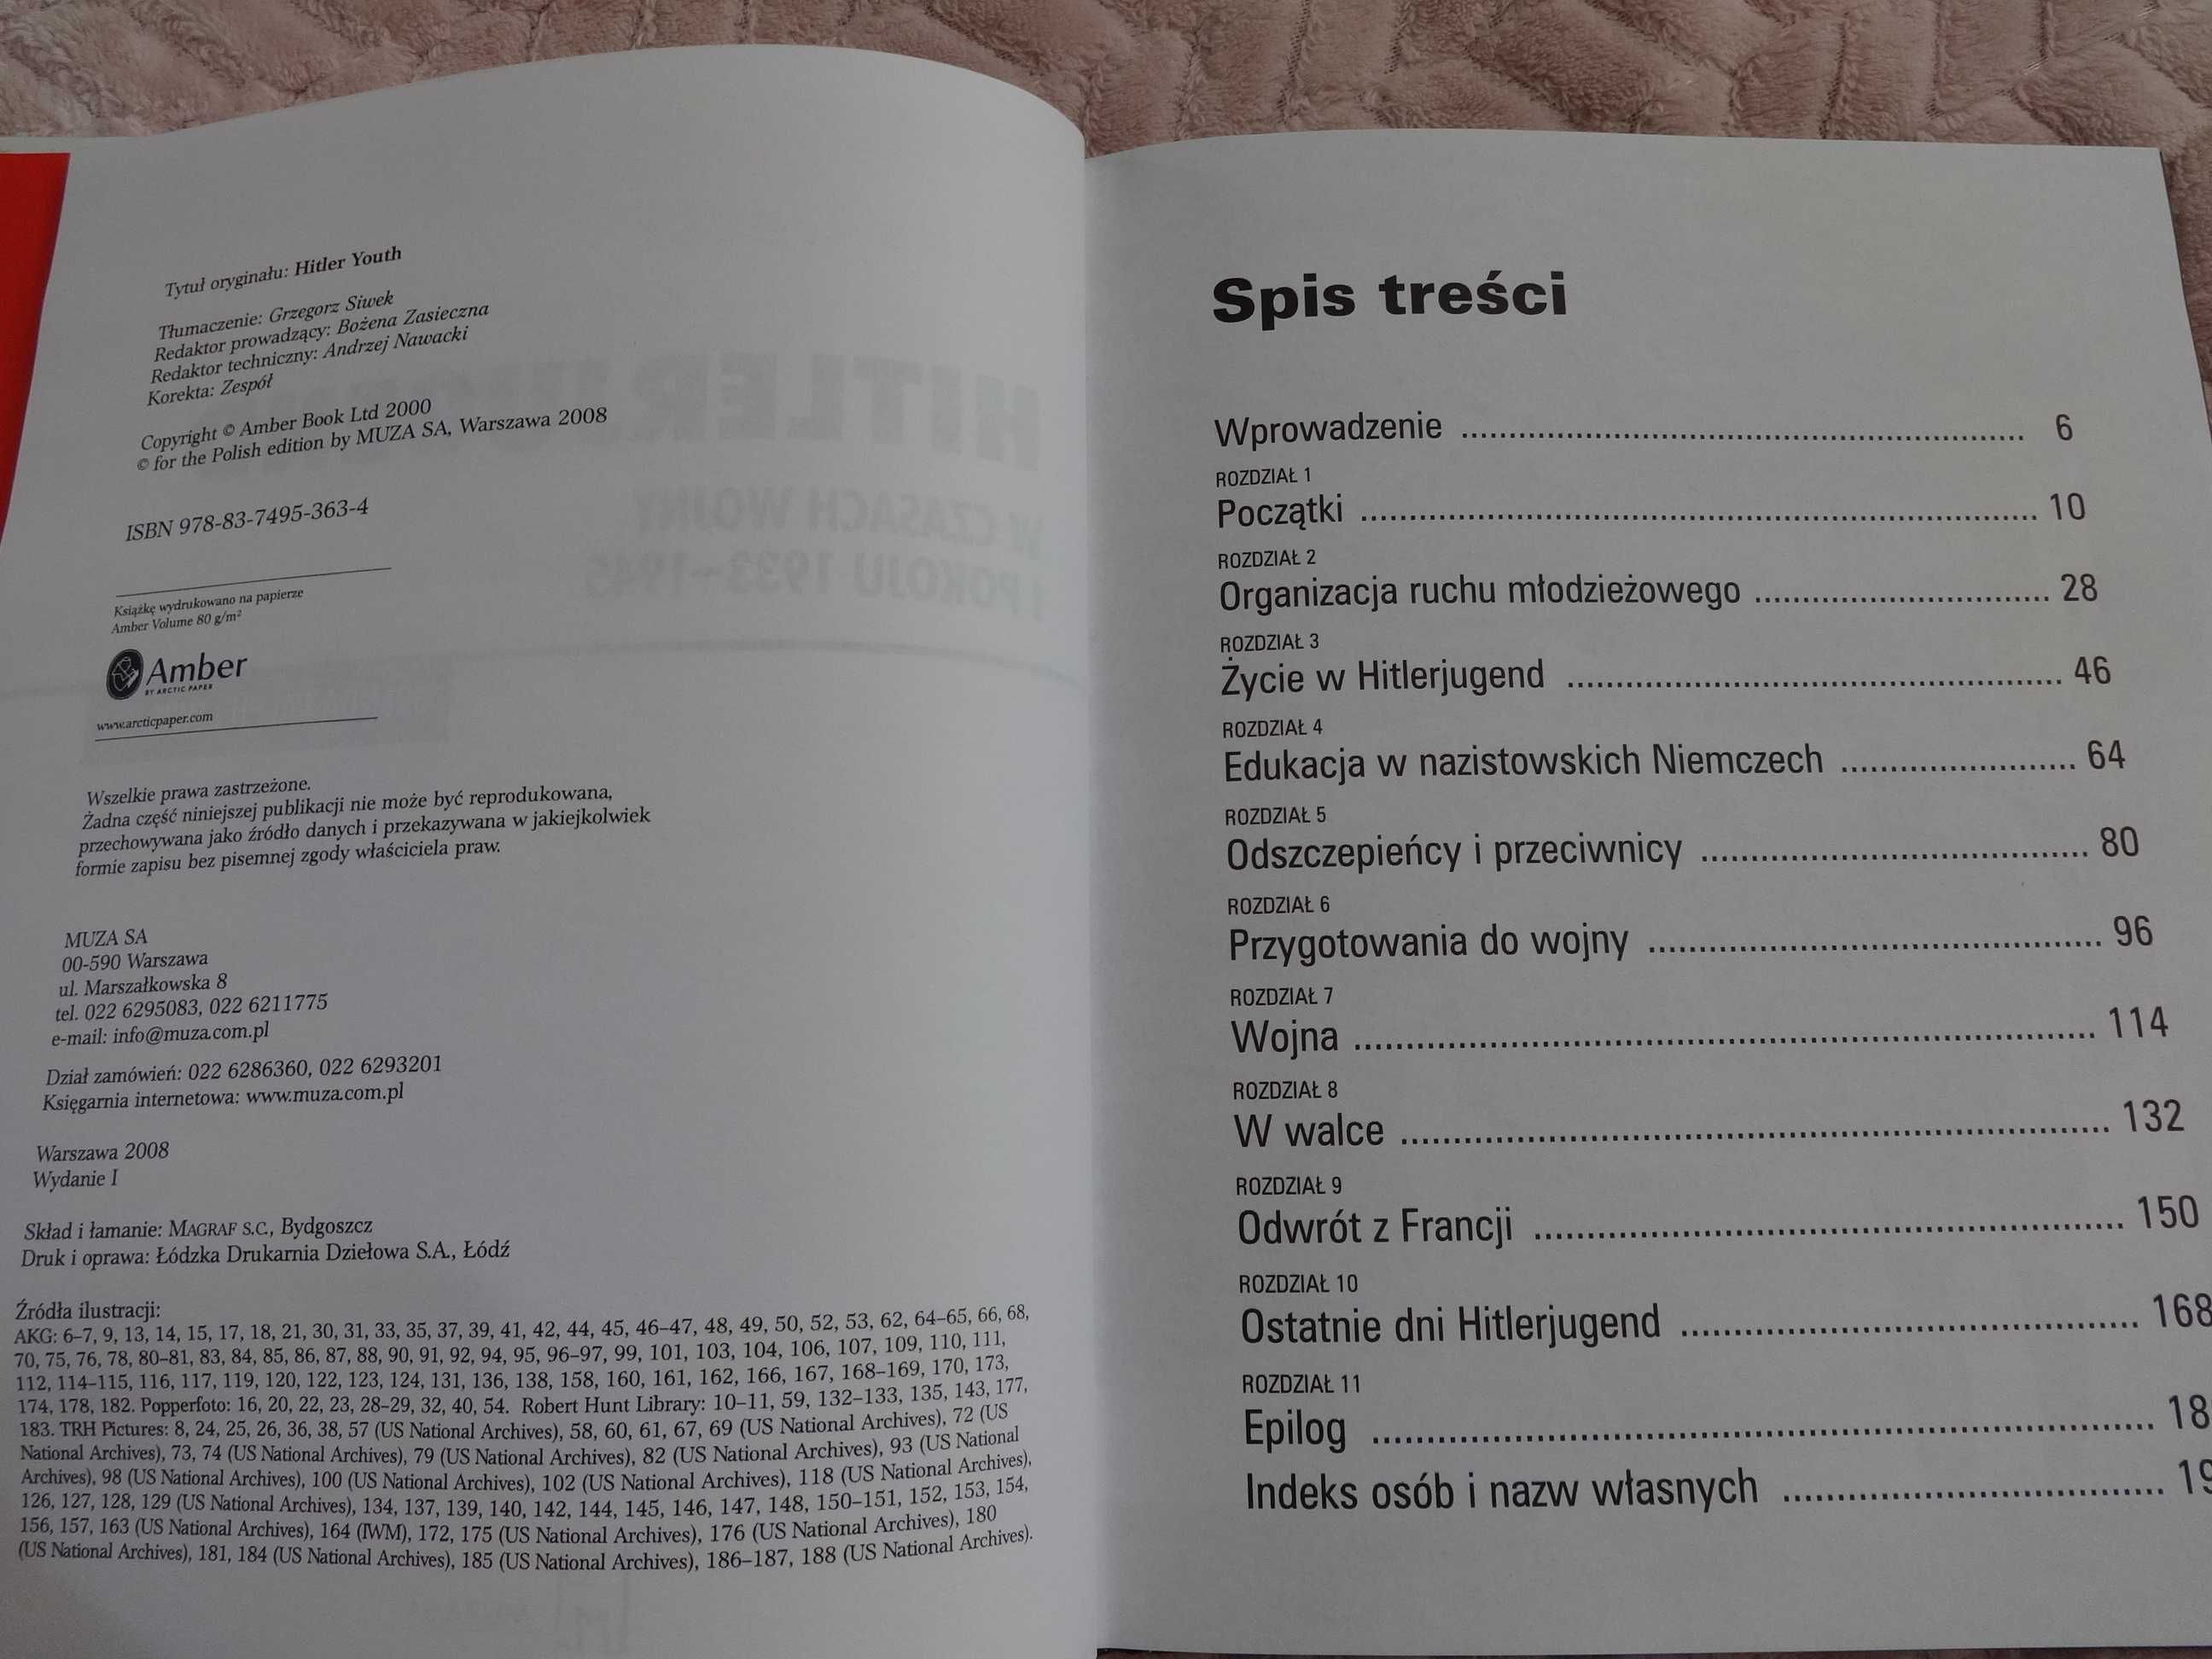 Tytuł oryginału: Hitler Youth
Tłumaczenie: Grzegorz Siwek
Redaktor prowadzący: Bożena Zasieczna
Redaktor techniczny: Andrzej Nawacki
Korekta: Zespół
Copyright © Amber Book Ltd 2000
© for the Polish edition by MUZA SA, Warszawa 2008
ISBN 978-83-7495-363-4
Książkę wydrukowano na papierze
Amber Volume 80 g/m²
Amber
BY ARCTIC PAPER
www.arcticpaper.com
Wszelkie prawa zastrzeżone.
Żadna część niniejszej publikacji nie może być reprodukowana,
przechowywana jako źródło danych i przekazywana w jakiejkolwiek
formie zapisu bez pisemnej zgody właściciela praw.
MUZA SA
00-590 Warszawa
ul. Marszałkowska 8
tel. 022 6295083, 022 6211775
e-mail: info@muza.com.pl
Dział zamówień: 022 6286360, 022 6293201
Księgarnia internetowa: www.muza.com.pl
Warszawa 2008
Wydanie I
Skład i łamanie: MAGRAF S.C., Bydgoszcz
Druk i oprawa: Łódzka Drukarnia Dziełowa S.A., Łódź
Źródła ilustracji:
AKG: 6–7, 9, 13, 14, 15, 17, 18, 21, 30, 31, 33, 35, 37, 39, 41, 42, 44, 45, 46–47, 48, 49, 50, 52, 53, 62, 64–65, 66, 68,
70, 75, 76, 78, 80–81, 83, 84, 85, 86, 87, 88, 90, 91, 92, 94, 95, 96–97, 99, 101, 103, 104, 106, 107, 109, 110, 111,
112, 114–115, 116, 117, 119, 120, 122, 123, 124, 131, 136, 138, 158, 160, 161, 162, 166, 167, 168–169, 170, 173,
174, 178, 182. Popperfoto: 16, 20, 22, 23, 28–29, 32, 40, 54. Robert Hunt Library: 10–11, 59, 132–133, 135, 143, 177,
183. TRH Pictures: 8, 24, 25, 26, 36, 38, 57 (US National Archives), 58, 60, 61, 67, 69 (US National Archives), 72 (US
National Archives), 73, 74 (US National Archives), 79 (US National Archives), 82 (US National Archives), 93 (US National
Archives), 98 (US National Archives), 100 (US National Archives), 102 (US National Archives), 118 (US National Archives),
126, 127, 128, 129 (US National Archives), 134, 137, 139, 140, 142, 144, 145, 146, 147, 148, 150–151, 152, 153, 154,
156, 157, 163 (US National Archives), 164 (IWM), 172, 175 (US National Archives), 176 (US National Archives), 180
(US National Archives), 181, 184 (US National Archives), 185 (US National Archives), 186–187, 188 (US National Archives).
Spis treści
Wprowadzenie ........ 6
ROZDZIAŁ 1
Początki ........ 10
ROZDZIAŁ 2
Organizacja ruchu młodzieżowego ........ 28
ROZDZIAŁ 3
Życie w Hitlerjugend ........ 46
ROZDZIAŁ 4
Edukacja w nazistowskich Niemczech ........ 64
ROZDZIAŁ 5
Odszczepieńcy i przeciwnicy ........ 80
ROZDZIAŁ 6
Przygotowania do wojny ........ 96
ROZDZIAŁ 7
Wojna ........ 114
ROZDZIAŁ 8
W walce ........ 132
ROZDZIAŁ 9
Odwrót z Francji ........ 150
ROZDZIAŁ 10
Ostatnie dni Hitlerjugend ........ 168
ROZDZIAŁ 11
Epilog ........ 18
Indeks osób i nazw własnych ........ 19